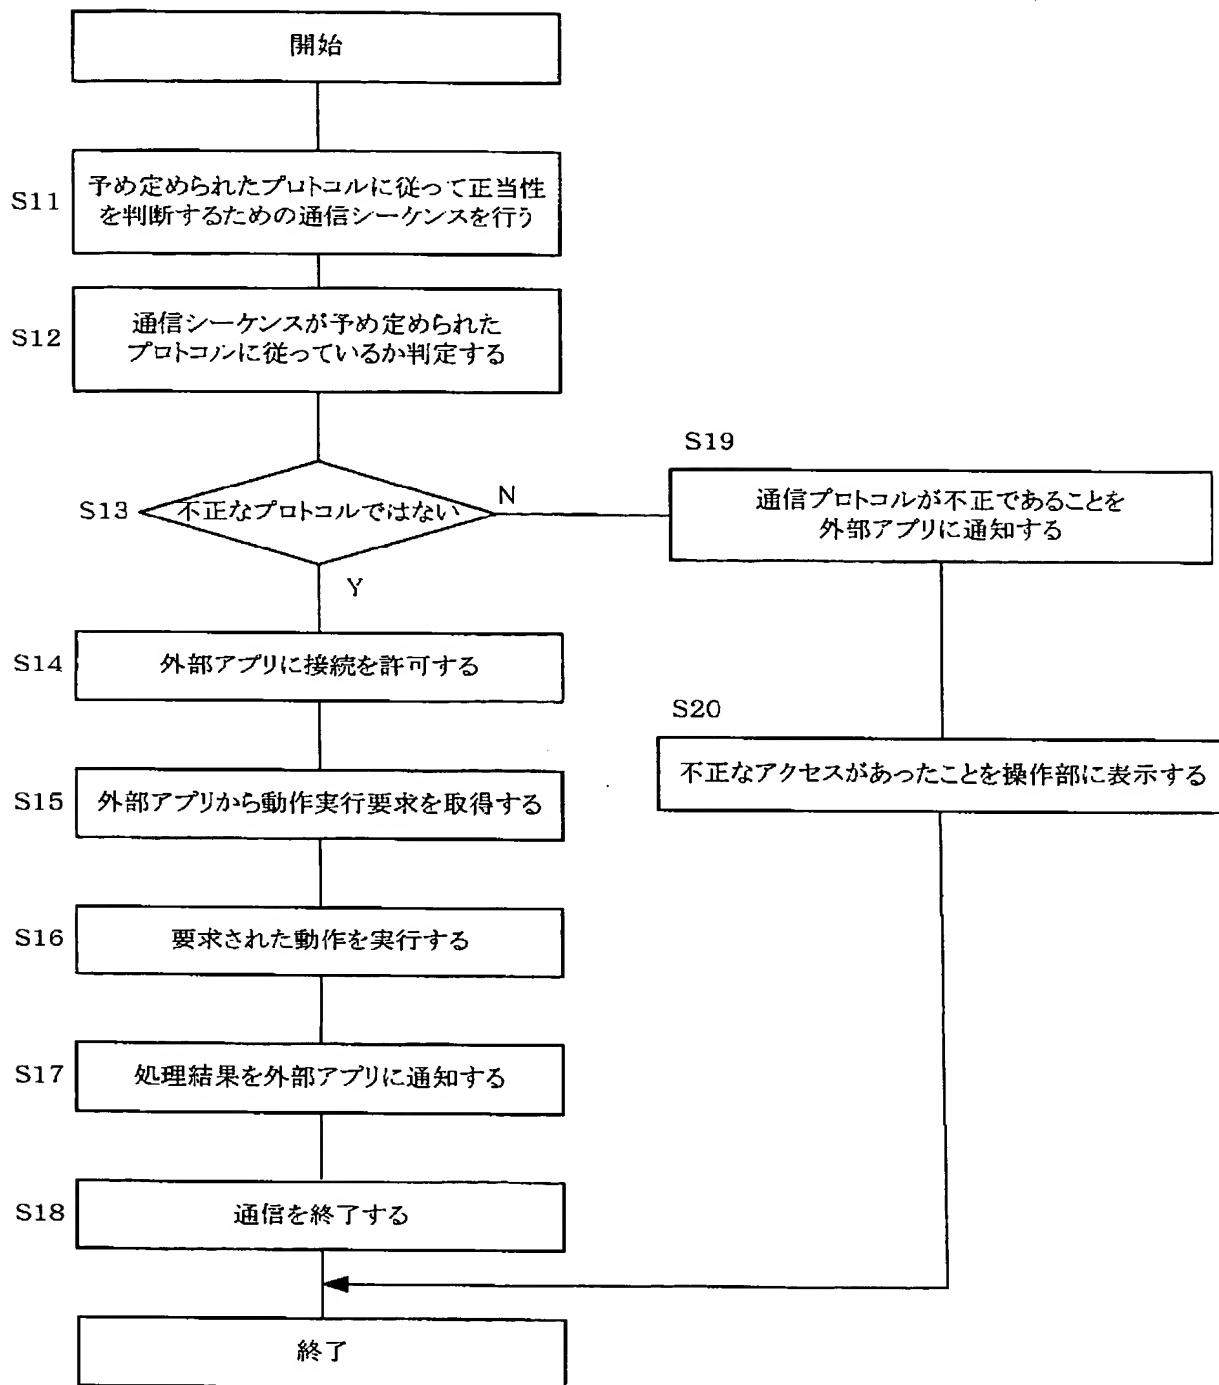 開始
S11
予め定められたプロトコルに従って正当性
を判断するための通信シーケンスを行う
S12
通信シーケンスが予め定められた
プロトコルに従っているか判定する
S13
不正なプロトコルではない
N
Y
S19
通信プロトコルが不正であることを
外部アプリに通知する
S14
外部アプリに接続を許可する
S20
不正なアクセスがあったことを操作部に表示する
S15
外部アプリから動作実行要求を取得する
S16
要求された動作を実行する
S17
処理結果を外部アプリに通知する
S18
通信を終了する
終了